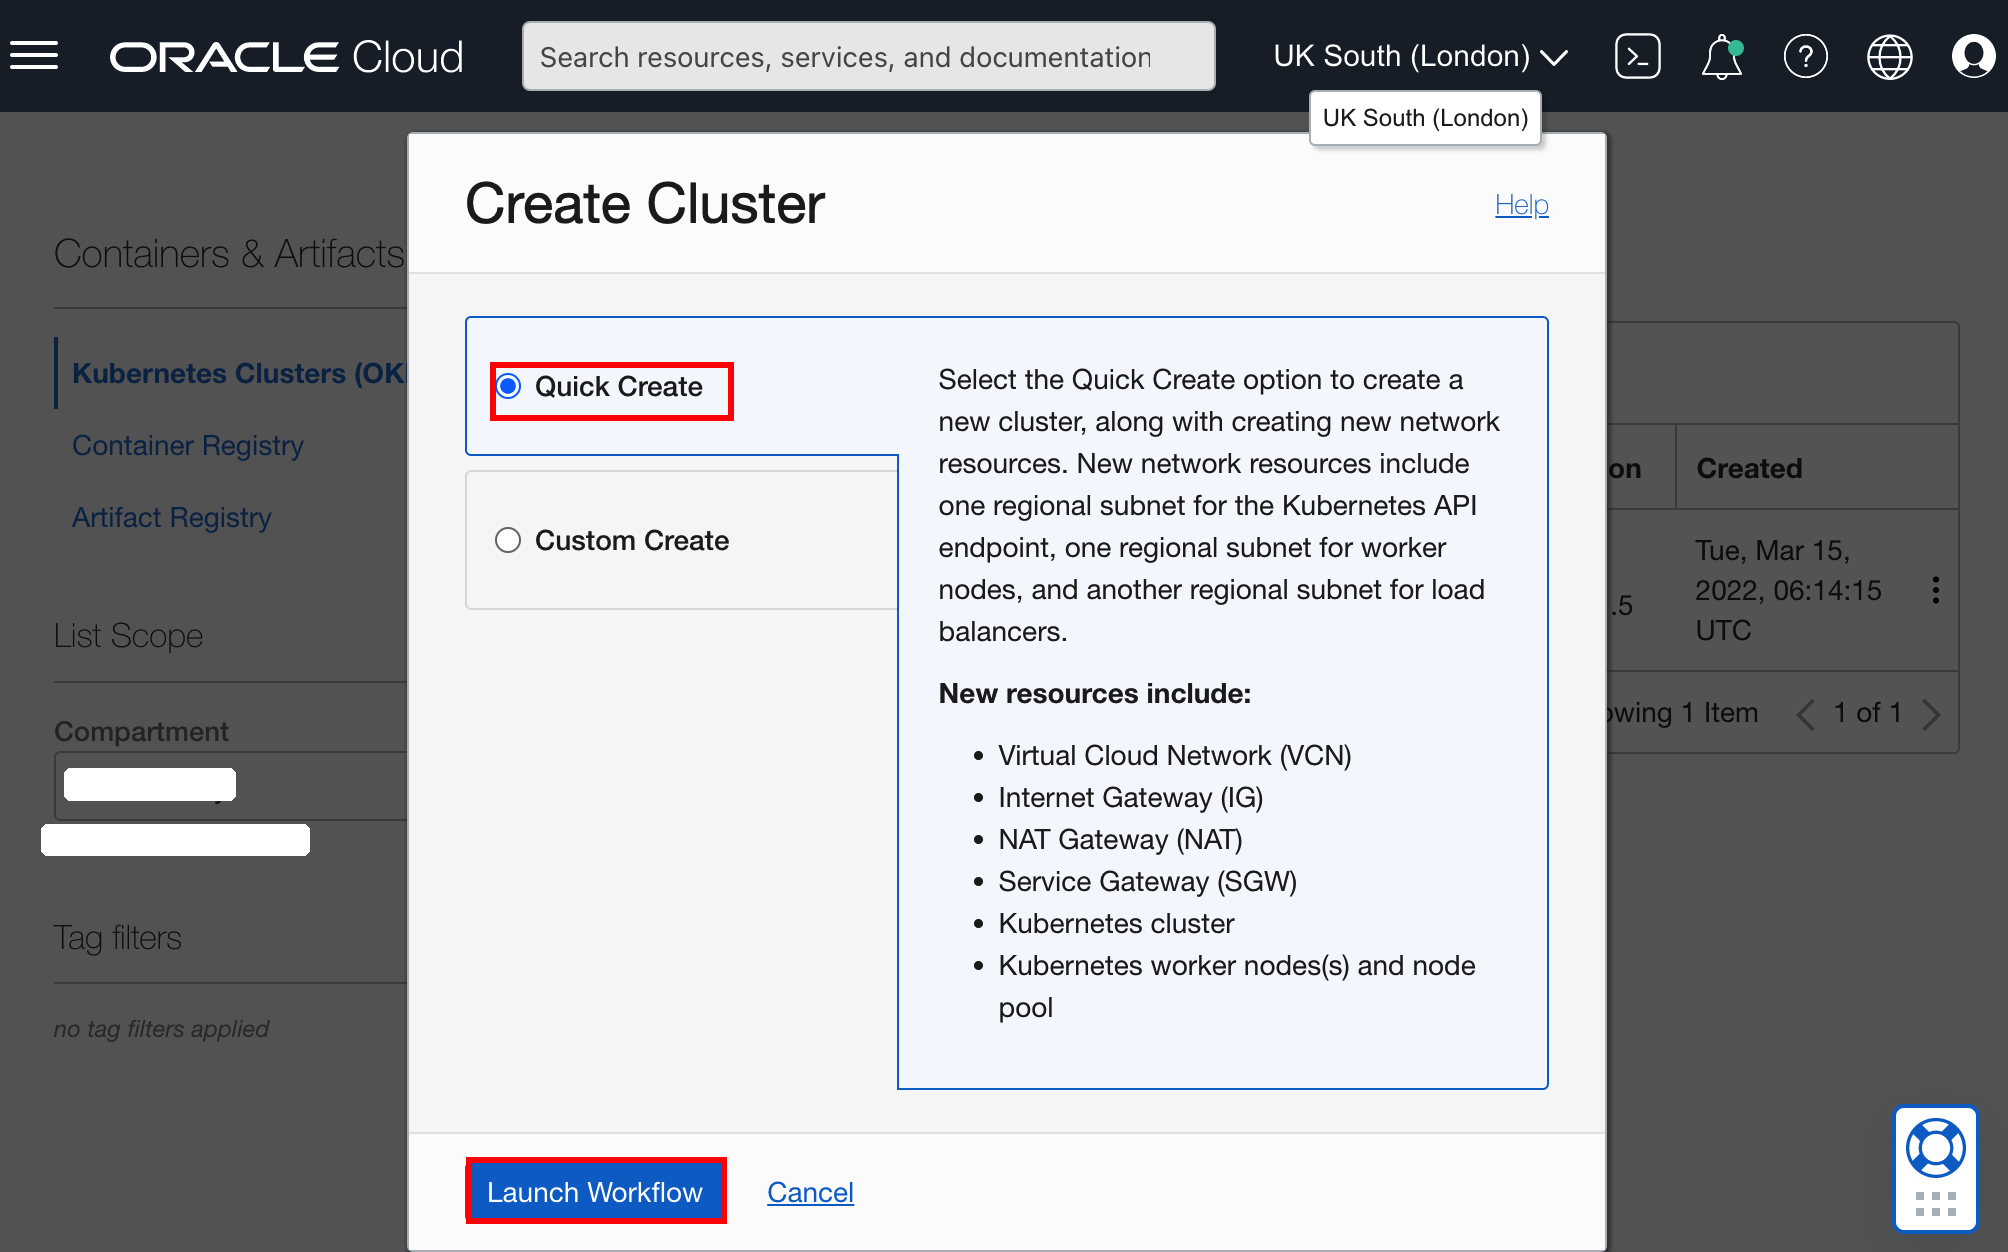 ORACLE Cloud
Search resources, services, and documentation
UK South (London)
UK South (London)
Create Cluster
Help
Containers & Artifacts
Kubernetes Clusters (OK
Container Registry
Artifact Registry
List Scope
Compartment
Tag filters
no tag filters applied
Quick Create
Custom Create
Select the Quick Create option to create a
new cluster, along with creating new network
resources. New network resources include
one regional subnet for the Kubernetes API
endpoint, one regional subnet for worker
nodes, and another regional subnet for load
balancers.
New resources include:
• Virtual Cloud Network (VCN)
• Internet Gateway (IG)
• NAT Gateway (NAT)
• Service Gateway (SGW)
• Kubernetes cluster
• Kubernetes worker nodes(s) and node
pool
on
Created
.5
Tue, Mar 15,
2022, 06:14:15
UTC
owing 1 Item
1 of 1
Launch Workflow
Cancel